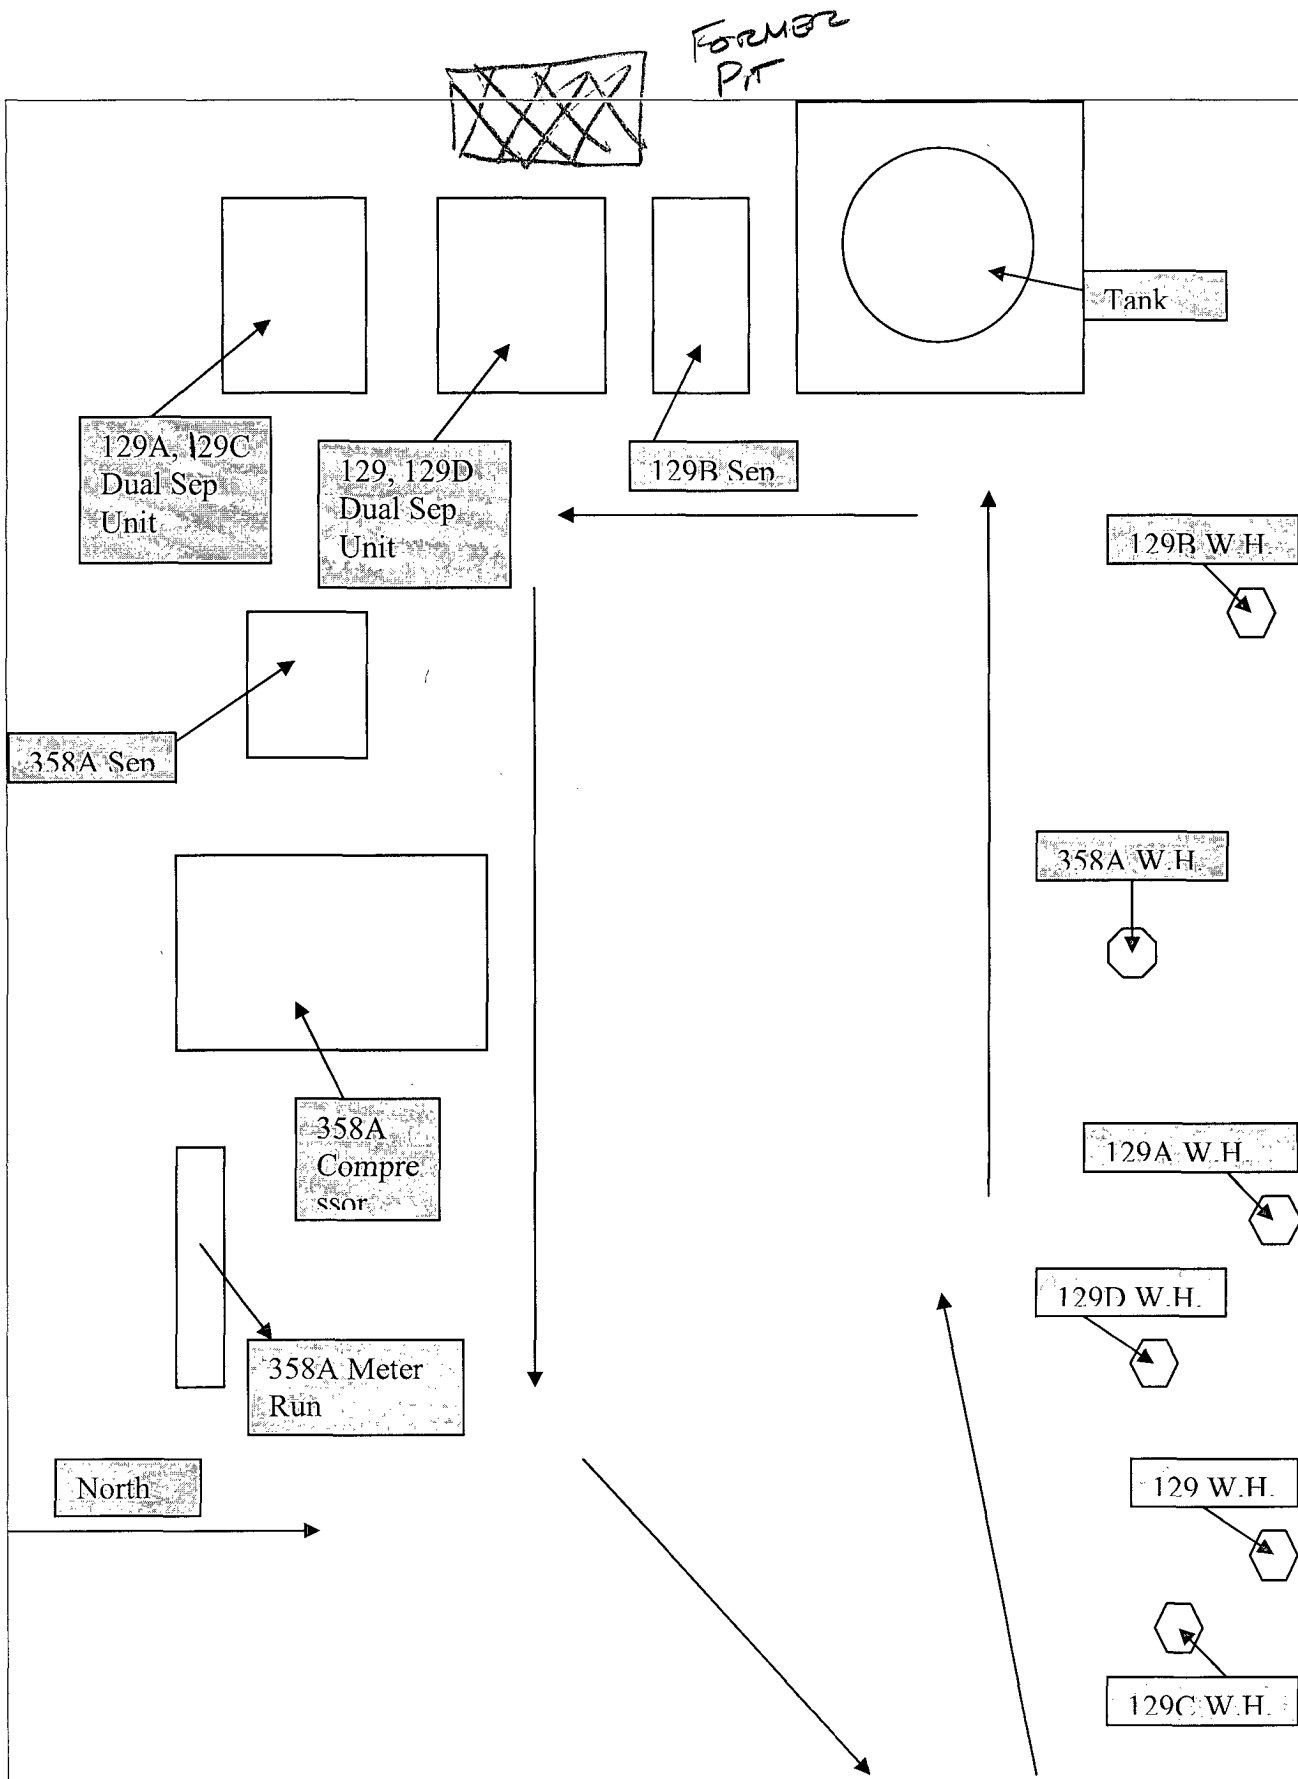 FORMER
PIT
Tank
129A, 129C
Dual Sep
Unit
129, 129D
Dual Sep
Unit
129B Sep
129B W.H.
358A Sep
358A W.H.
358A
Compre
ssor
129A W.H.
129D W.H.
358A Meter
Run
North
129 W.H.
129C W.H.